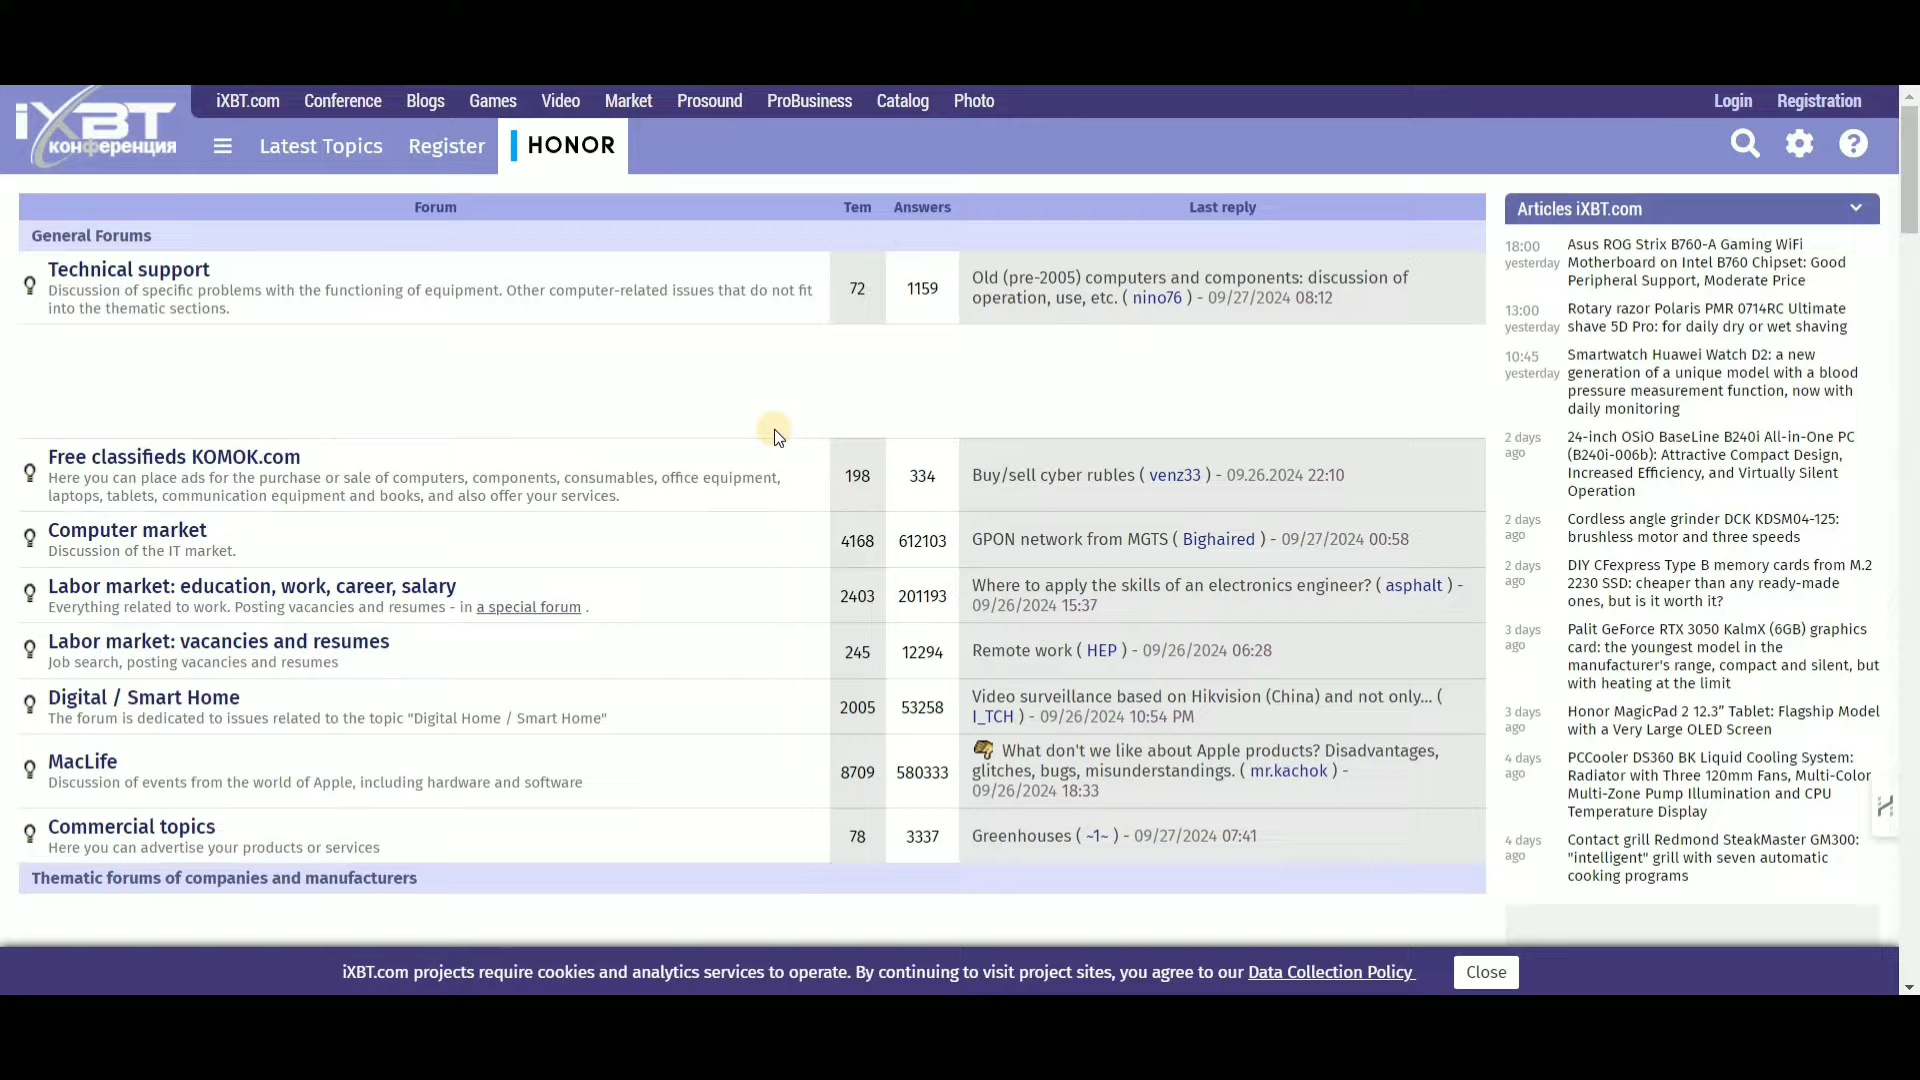 iXBT
конференция
iXBT.com Conference Blogs Games Video Market Prosound ProBusiness Catalog Photo
Login Registration
Latest Topics Register HONOR
Forum Tem Answers Last reply
General Forums
Technical support
Discussion of specific problems with the functioning of equipment. Other computer-related issues that do not fit
into the thematic sections.
72 1159
Old (pre-2005) computers and components: discussion of
operation, use, etc. ( nino76 ) - 09/27/2024 08:12
Free classifieds KOMOK.com
Here you can place ads for the purchase or sale of computers, components, consumables, office equipment,
laptops, tablets, communication equipment and books, and also offer your services.
198 334
Buy/sell cyber rubles ( venz33 ) - 09.26.2024 22:10
Computer market
Discussion of the IT market.
4168 612103
GPON network from MGTS ( Bighaired ) - 09/27/2024 00:58
Labor market: education, work, career, salary
Everything related to work. Posting vacancies and resumes - in a special forum .
2403 201193
Where to apply the skills of an electronics engineer? ( asphalt ) -
09/26/2024 15:37
Labor market: vacancies and resumes
Job search, posting vacancies and resumes
245 12294
Remote work ( HEP ) - 09/26/2024 06:28
Digital / Smart Home
The forum is dedicated to issues related to the topic "Digital Home / Smart Home"
2005 53258
Video surveillance based on Hikvision (China) and not only... (
I_TCH ) - 09/26/2024 10:54 PM
MacLife
Discussion of events from the world of Apple, including hardware and software
8709 580333
What don't we like about Apple products? Disadvantages,
glitches, bugs, misunderstandings. ( mr.kachok ) -
09/26/2024 18:33
Commercial topics
Here you can advertise your products or services
78 3337
Greenhouses ( ~1~ ) - 09/27/2024 07:41
Thematic forums of companies and manufacturers
Articles iXBT.com
18:00
yesterday
Asus ROG Strix B760-A Gaming WiFi
Motherboard on Intel B760 Chipset: Good
Peripheral Support, Moderate Price
13:00
yesterday
Rotary razor Polaris PMR 0714RC Ultimate
shave 5D Pro: for daily dry or wet shaving
10:45
yesterday
Smartwatch Huawei Watch D2: a new
generation of a unique model with a blood
pressure measurement function, now with
daily monitoring
2 days
ago
24-inch OSiO BaseLine B240i All-in-One PC
(B240i-006b): Attractive Compact Design,
Increased Efficiency, and Virtually Silent
Operation
2 days
ago
Cordless angle grinder DCK KDSM04-125:
brushless motor and three speeds
2 days
ago
DIY CFexpress Type B memory cards from M.2
2230 SSD: cheaper than any ready-made
ones, but is it worth it?
3 days
ago
Palit GeForce RTX 3050 KalmX (6GB) graphics
card: the youngest model in the
manufacturer's range, compact and silent, but
with heating at the limit
3 days
ago
Honor MagicPad 2 12.3" Tablet: Flagship Model
with a Very Large OLED Screen
4 days
ago
PCCooler DS360 BK Liquid Cooling System:
Radiator with Three 120mm Fans, Multi-Color
Multi-Zone Pump Illumination and CPU
Temperature Display
4 days
ago
Contact grill Redmond SteakMaster GM300:
"intelligent" grill with seven automatic
cooking programs
iXBT.com projects require cookies and analytics services to operate. By continuing to visit project sites, you agree to our Data Collection Policy
Close